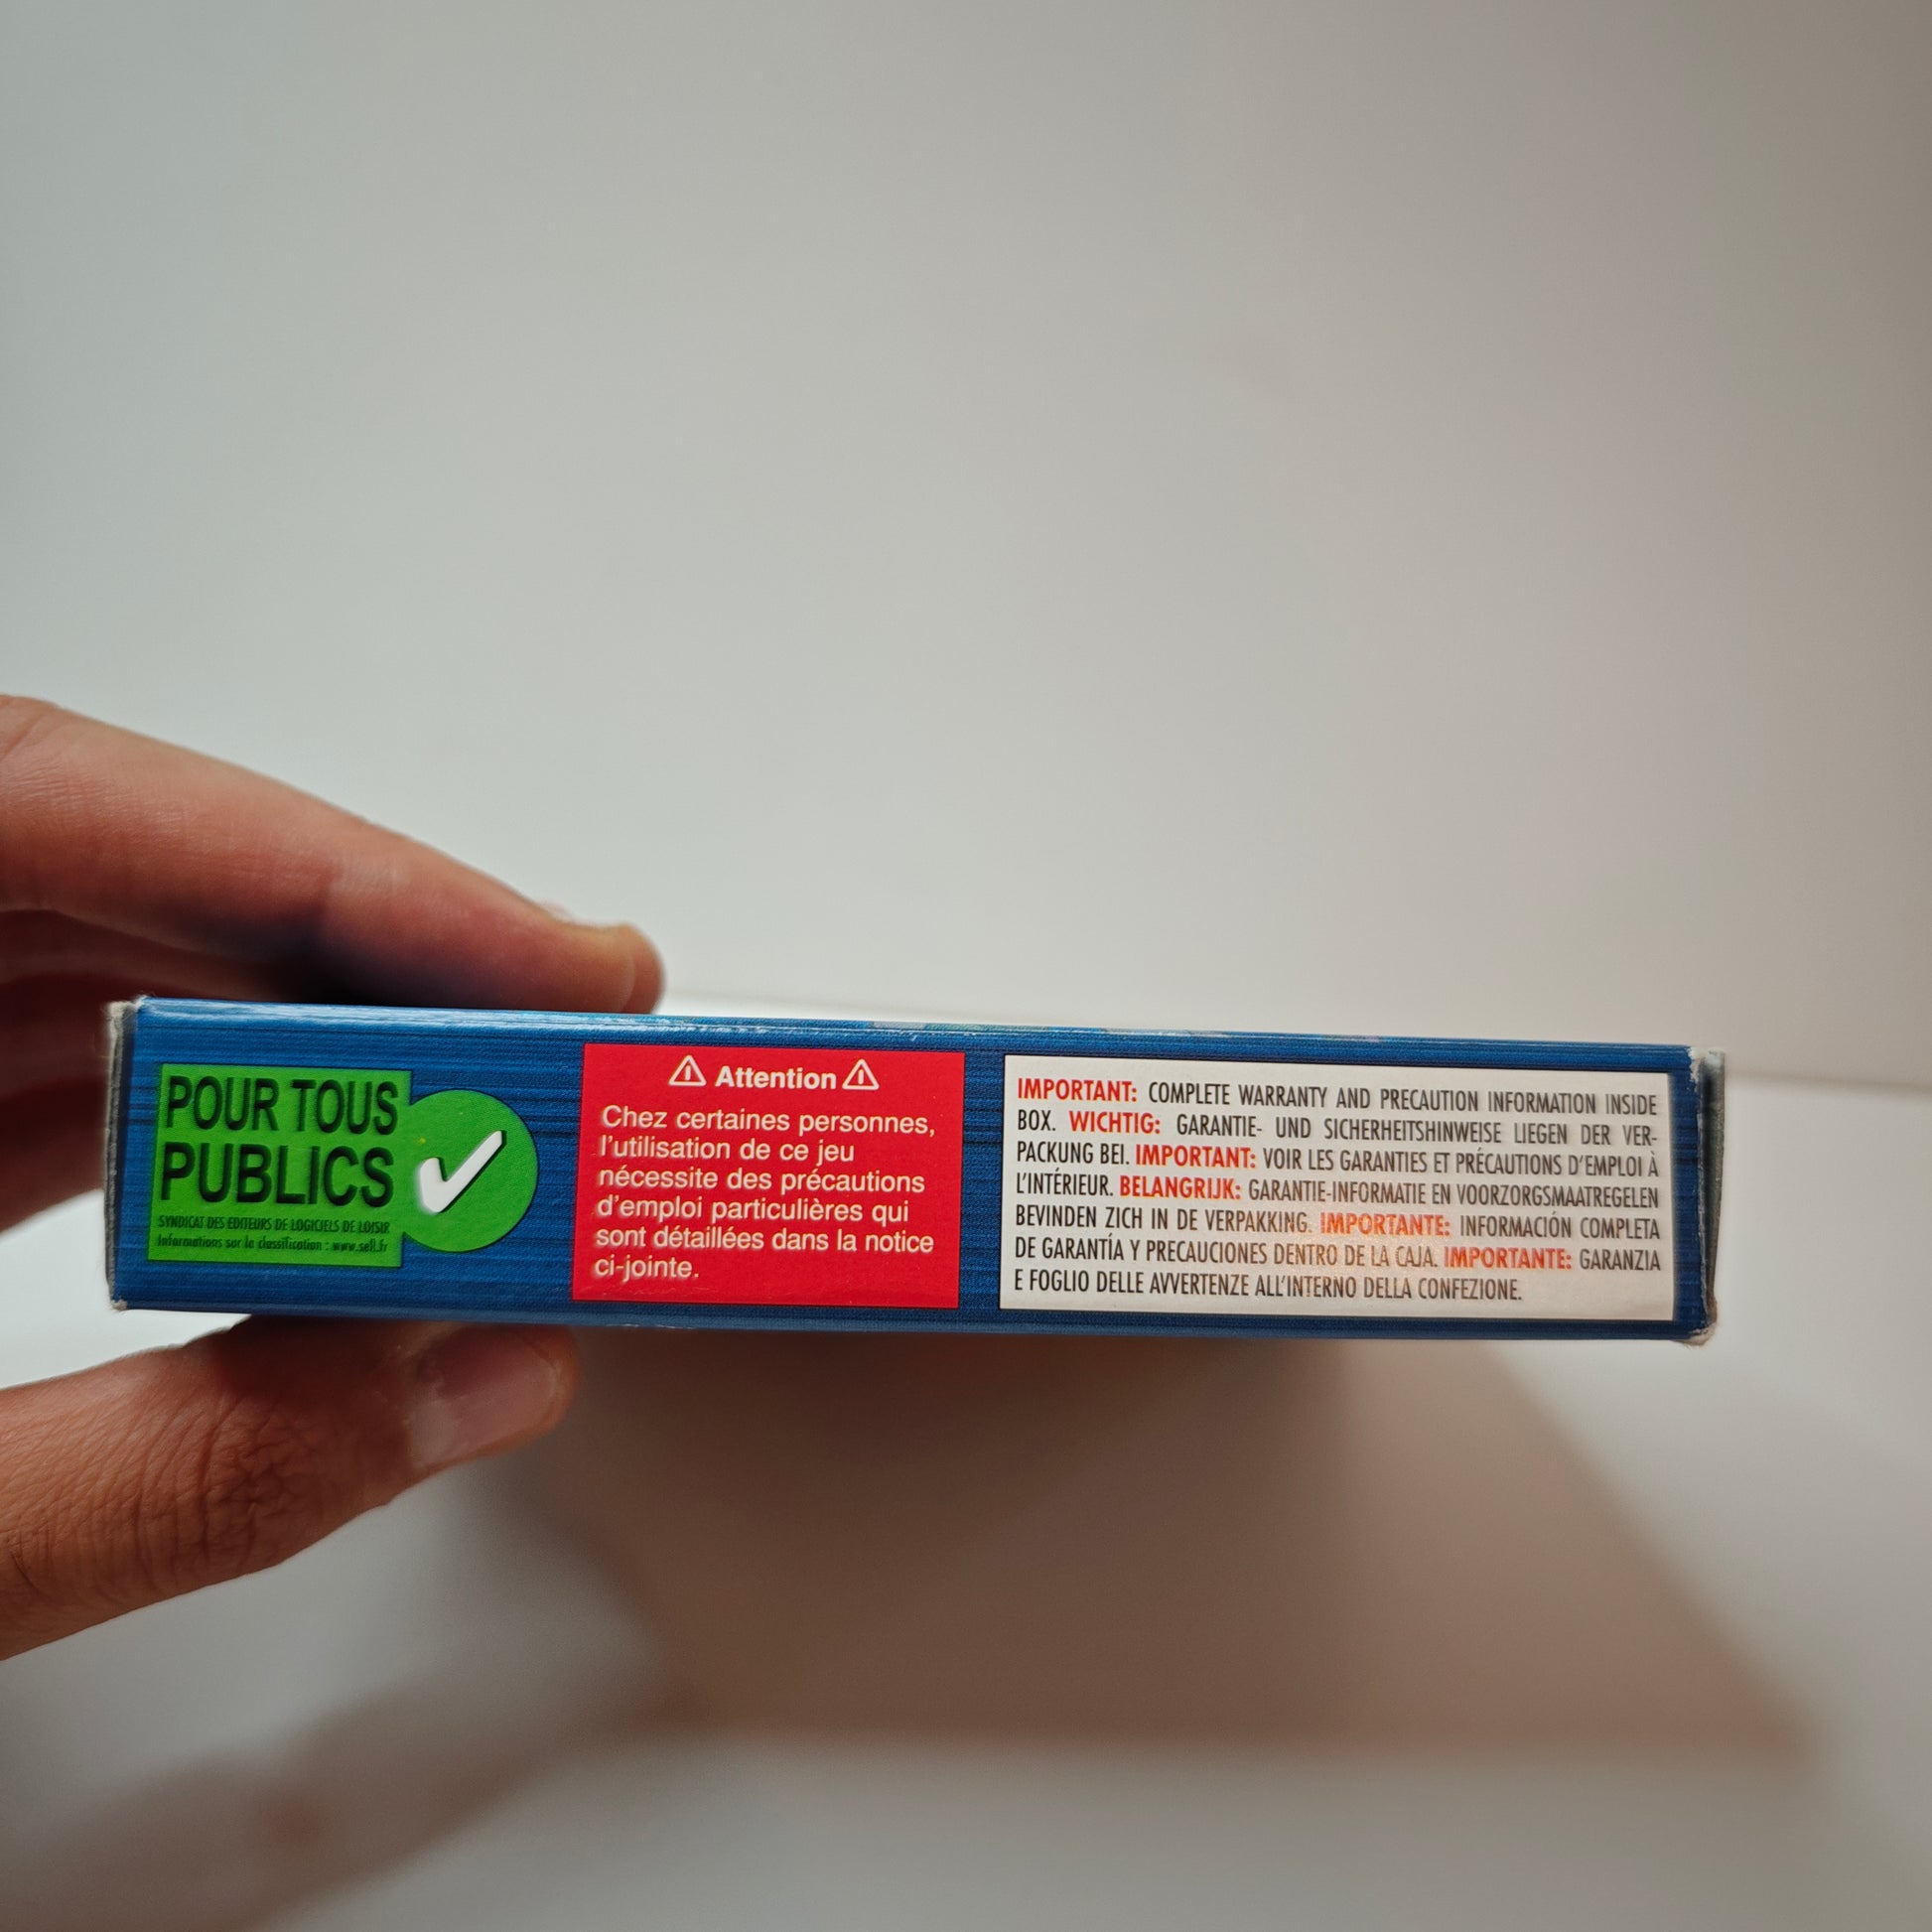 POUR TOUS
PUBLICS
SYNDICAT DES EDITEURS DE LOGICIELS DE LOISIR
Informations sur la classification : www.sell.fr
Attention
Chez certaines personnes,
l'utilisation de ce jeu
nécessite des précautions
d'emploi particulières qui
sont détaillées dans la notice
ci-jointe.
IMPORTANT: COMPLETE WARRANTY AND PRECAUTION INFORMATION INSIDE
BOX. WICHTIG: GARANTIE- UND SICHERHEITSHINWEISE LIEGEN DER VER-
PACKUNG BEI. IMPORTANT: VOIR LES GARANTIES ET PRÉCAUTIONS D'EMPLOI À
L'INTÉRIEUR. BELANGRIJK: GARANTIE-INFORMATIE EN VOORZORGSMAATREGELEN
BEVINDEN ZICH IN DE VERPAKKING. IMPORTANTE: INFORMACIÓN COMPLETA
DE GARANTÍA Y PRECAUCIONES DENTRO DE LA CAJA. IMPORTANTE: GARANZIA
E FOGLIO DELLE AVVERTENZE ALL'INTERNO DELLA CONFEZIONE.